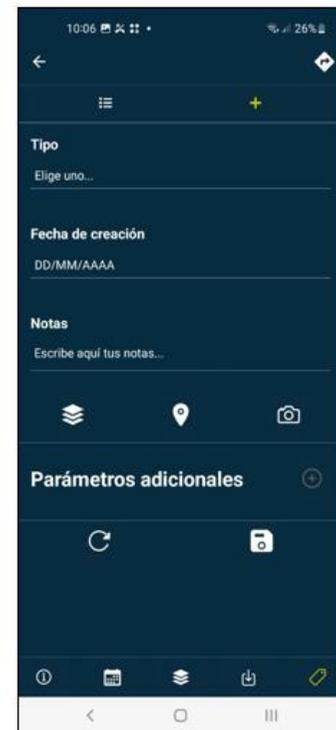 10:06 26%
Tipo
Elige uno...
Fecha de creación
DD/MM/AAAA
Notas
Escribe aquí tus notas...
Parámetros adicionales